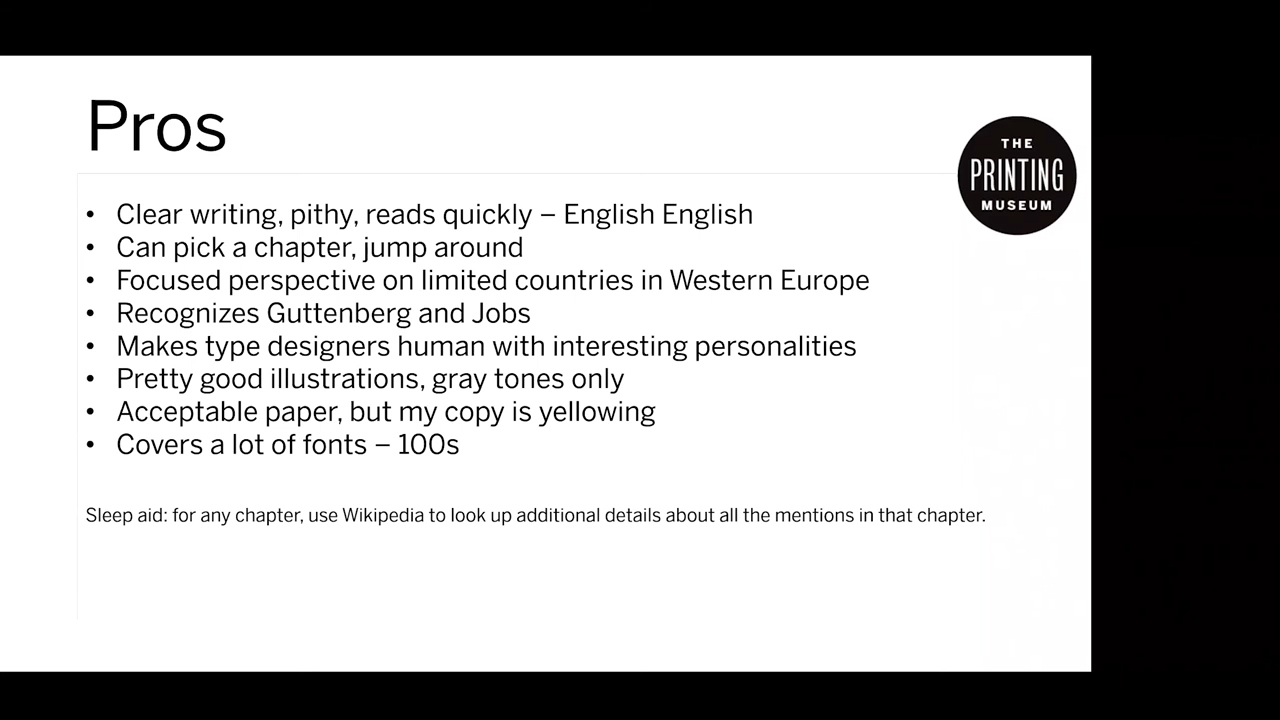 Pros
THE
PRINTING
MUSEUM
• Clear writing, pithy, reads quickly – English English
• Can pick a chapter, jump around
• Focused perspective on limited countries in Western Europe
• Recognizes Guttenberg and Jobs
• Makes type designers human with interesting personalities
• Pretty good illustrations, gray tones only
• Acceptable paper, but my copy is yellowing
• Covers a lot of fonts – 100s
Sleep aid: for any chapter, use Wikipedia to look up additional details about all the mentions in that chapter.